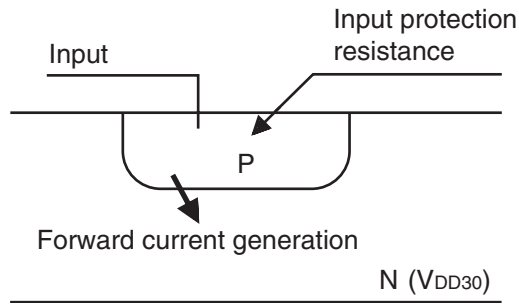 Input protection
resistance
Input
P
Forward current generation
N (VDD30)